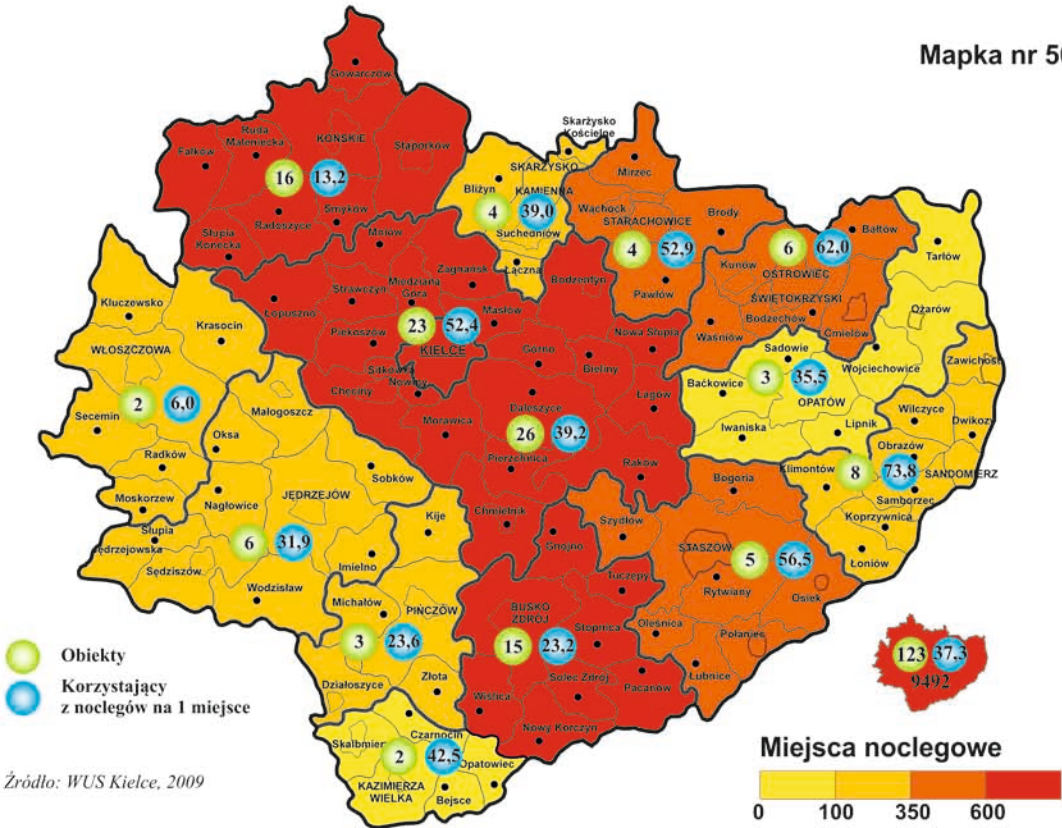 Mapka nr 50
Gowarczów
Ruda
Maleniecka
KOŃSKIE
Stąporków
Fałków
16
13,2
Radoszyce
Smyków
Słupia
Konecka
Skarżysko
Kościelne
SKARŻYSKO
KAMIENNA
Bliżyn
4
39,0
Suchedniów
Łączna
Mirzec
Wąchock
STARACHOWICE
Brody
4
52,9
Pawłów
6
62,0
Bałtów
Kunów
OSTROWIEC
ŚWIĘTOKRZYSKI
Bodzechów
Waśniów
Ćmielów
Tarłów
Ożarów
Kluczewsko
Krasocin
WŁOSZCZOWA
2
6,0
Secemin
Radków
Moskorzew
Łopuszno
Strawczyn
Miedziana
Góra
Zagnańsk
Bodzentyn
Piekoszów
23
52,4
Masłów
KIELCE
Górno
Nowa Słupia
Bieliny
Sitkówka
Nowiny
Chęciny
Daleszyce
Łagów
Morawica
26
39,2
Pierzchnica
Raków
Chmielnik
Sadowie
Baćkowice
3
35,5
Wojciechowice
OPATÓW
Iwaniska
Lipnik
Zawichost
Wilczyce
Dwikozy
Obrazów
Klimontów
8
73,8
SANDOMIERZ
Samborzec
Koprzywnica
Łoniów
Małogoszcz
Oksa
Sobków
Nagłowice
JĘDRZEJÓW
Słupia
Jędrzejowska
6
31,9
Sędziszów
Imielno
Wodzisław
Kije
Michałów
PIŃCZÓW
3
23,6
Działoszyce
Złota
Gnojno
Tuczępy
BUSKO
ZDRÓJ
15
23,2
Stopnica
Solec Zdrój
Pacanów
Wiślica
Nowy Korczyn
Szydłów
Bogoria
STASZÓW
5
56,5
Rytwiany
Osiek
Oleśnica
Połaniec
Łubnice
Czarnocin
2
42,5
Opatowiec
KAZIMIERZA
WIELKA
Bejsce
Obiekty
Korzystający
z noclegów na 1 miejsce
Źródło: WUS Kielce, 2009
123
37,3
9492
Miejsca noclegowe
0 100 350 600